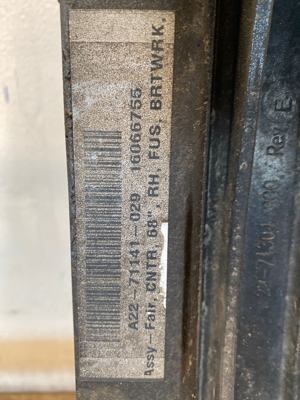 A22-71141-029 16066755
Assy-Fair, CNTR, 68", RH, FUS, BRTWRK.
Rev E